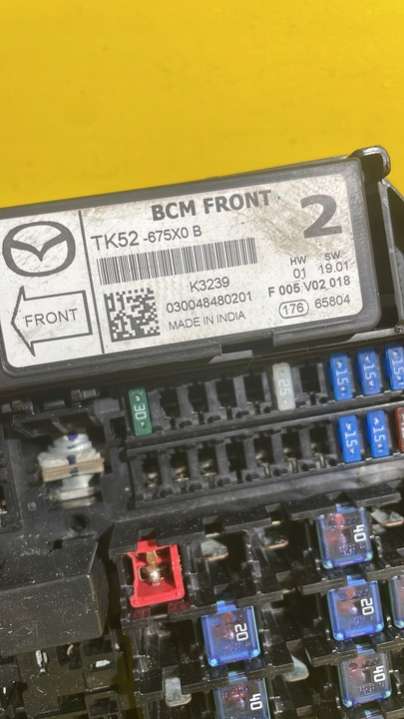 BCM FRONT
2
TK52 -675X0 B
FRONT
K3239
030048480201
MADE IN INDIA
HW SW
01 19.01
F 005 V02 018
176 65804
30
25
15
15
15
15
15
40
20
20
40
40